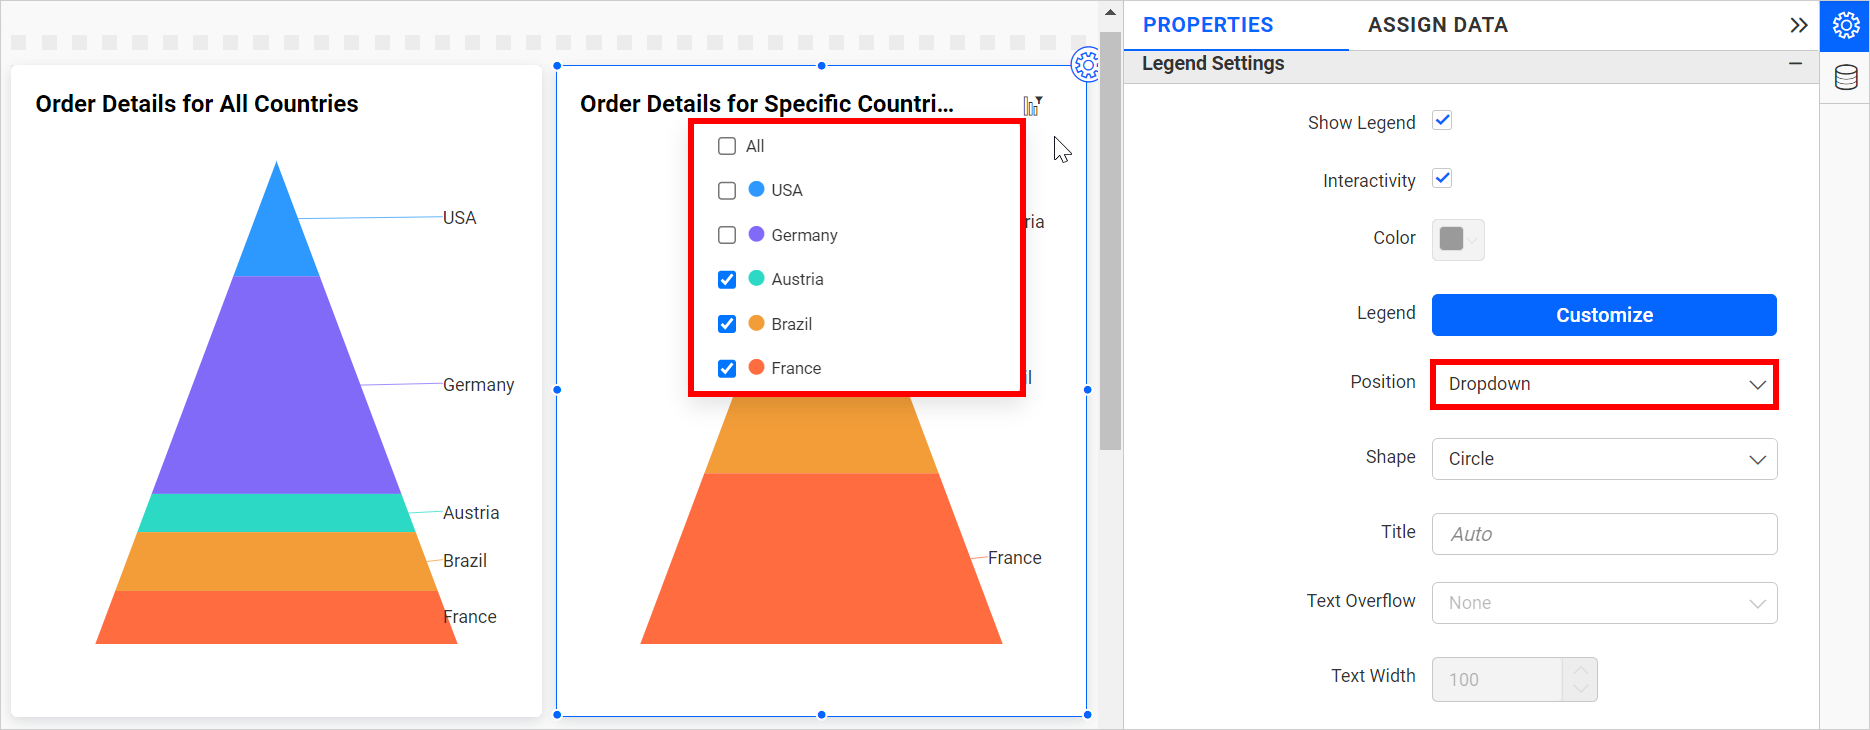 Order Details for All Countries
USA
Germany
Austria
Brazil
France
Order Details for Specific Countri...
All
USA
Germany
Austria
Brazil
France
ria
il
France
PROPERTIES
ASSIGN DATA
Legend Settings
Show Legend
Interactivity
Color
Legend
Customize
Position
Dropdown
Shape
Circle
Title
Auto
Text Overflow
None
Text Width
100